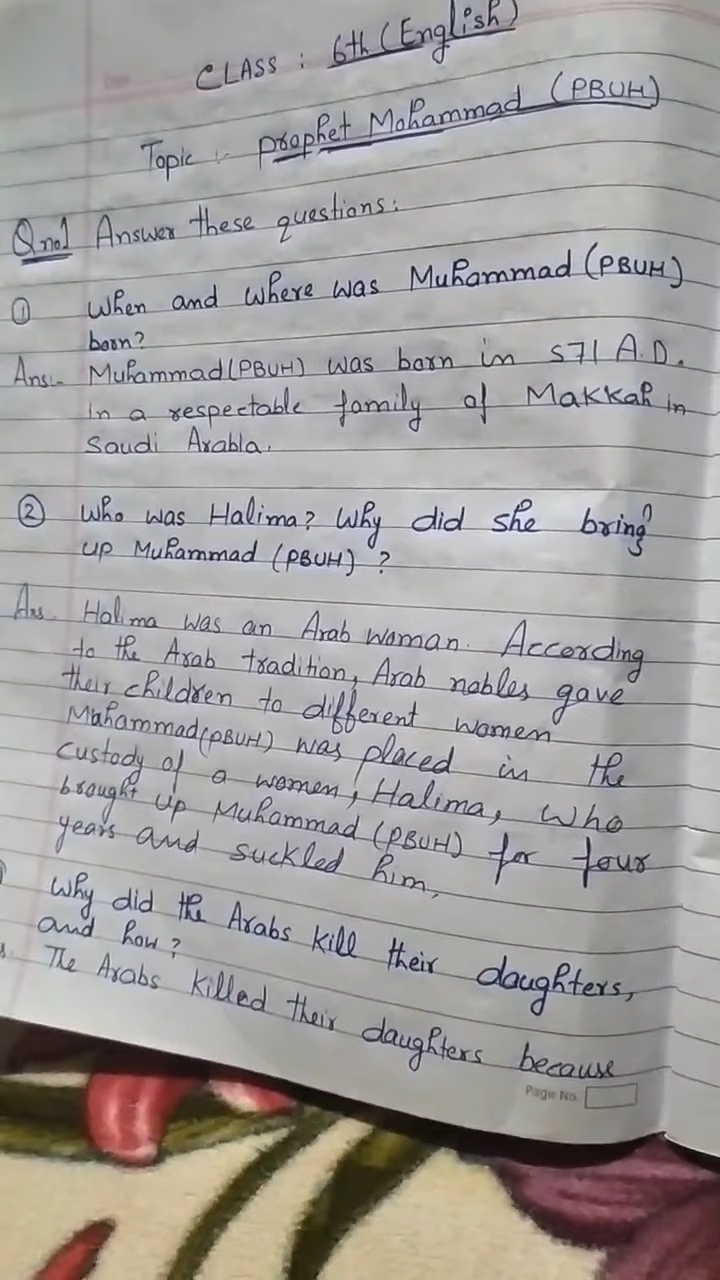 CLASS : 6th (English)
Topic :- prophet Mohammad (PBUH)
Qno1 Answer these questions:
① When and where was Muhammad (PBUH)
born?
Ans:- Muhammad (PBUH) was born in 571 A.D.
in a respectable family of Makkah in
Saudi Arabia.
② Who was Halima? Why did she bring
up Muhammad (PBUH) ?
Ans. Halima was an Arab woman. According
to the Arab tradition, Arab nobles gave
their children to different women
Muhammad (PBUH) was placed in the
custody of a women, Halima, who
brought up Muhammad (PBUH) for four
years and suckled him,
Why did the Arabs kill their daughters,
and how?
The Arabs killed their daughters because
Page No.